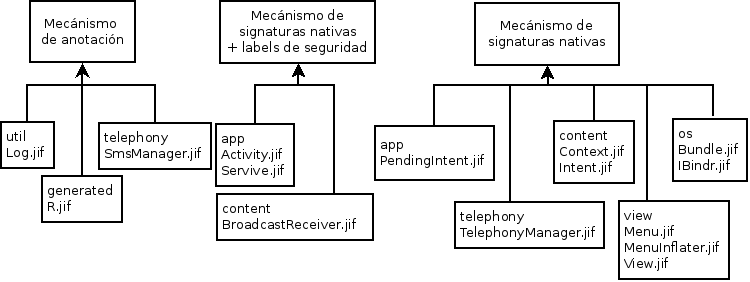 Mecánismo
de anotación
util
Log.jif
telephony
SmsManager.jif
generated
R.jif
Mecánismo de
signaturas nativas
+ labels de seguridad
app
Activity.jif
Servive.jif
content
BroadcastReceiver.jif
Mecánismo de
signaturas nativas
app
PendingIntent.jif
content
Context.jif
Intent.jif
os
Bundle.jif
IBindr.jif
telephony
TelephonyManager.jif
view
Menu.jif
MenuInflater.jif
View.jif